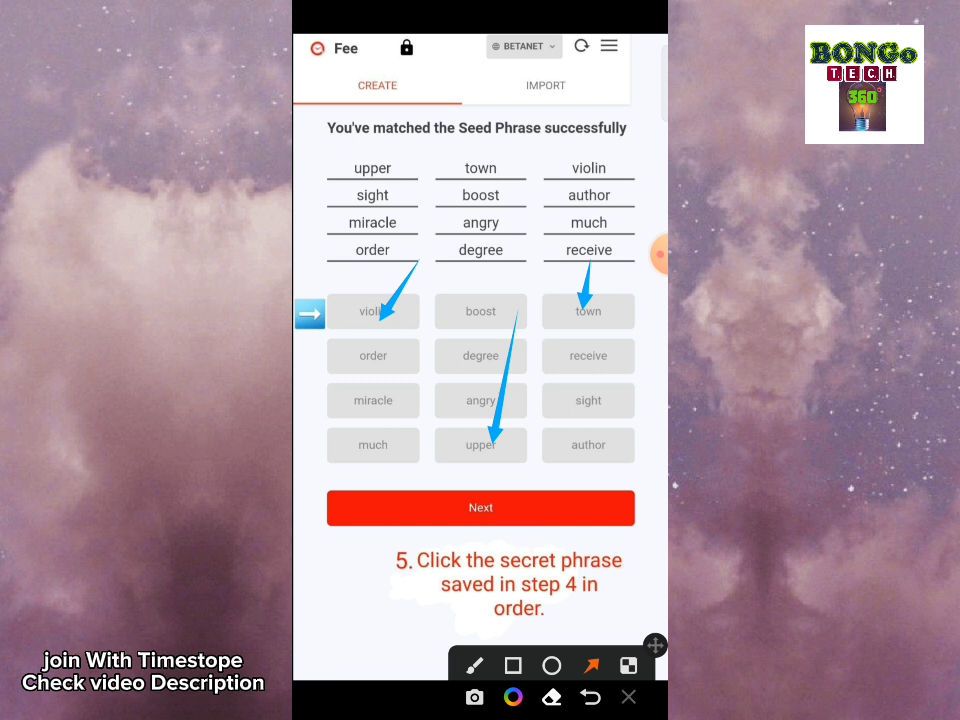 Fee
BETANET
CREATE
IMPORT
You've matched the Seed Phrase successfully
upper town violin
sight boost author
miracle angry much
order degree receive
violin boost town
order degree receive
miracle angry sight
much upper author
Next
5. Click the secret phrase
saved in step 4 in
order.
BONGo
T.E.C.H.
360°
join With Timestope
Check video Description